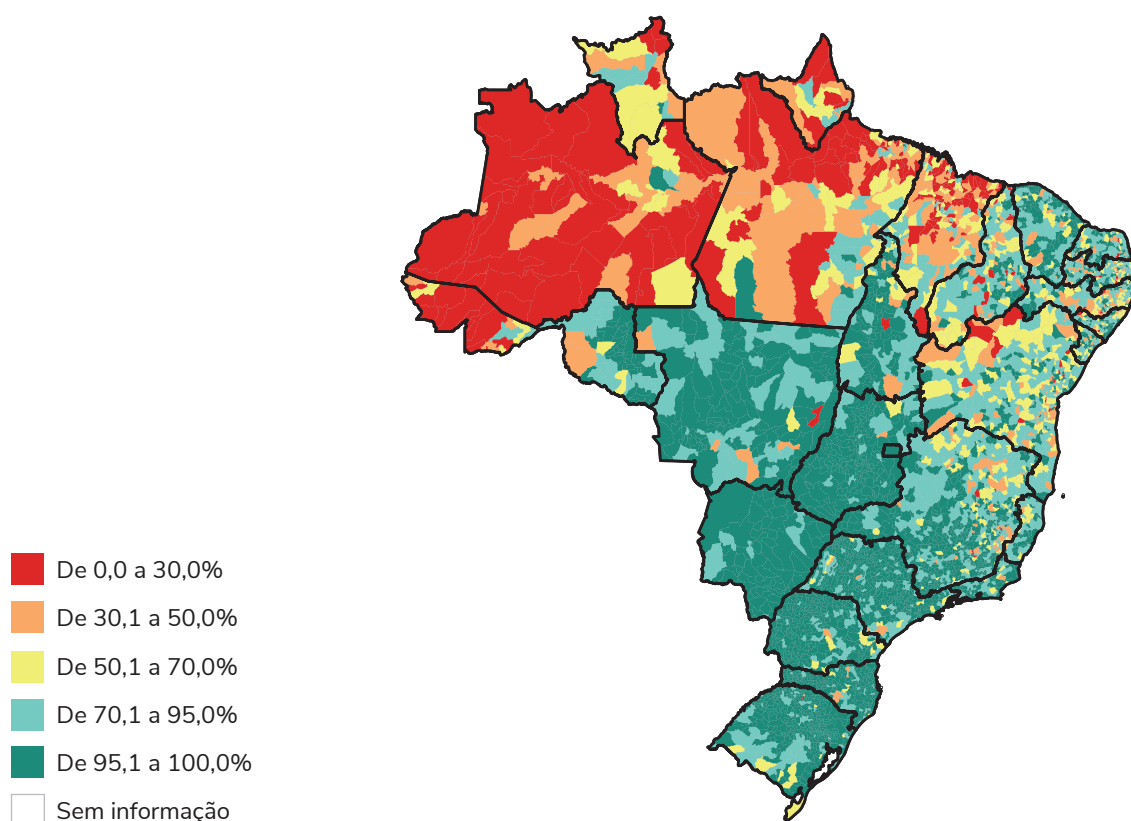 De 0,0 a 30,0%
De 30,1 a 50,0%
De 50,1 a 70,0%
De 70,1 a 95,0%
De 95,1 a 100,0%
Sem informação